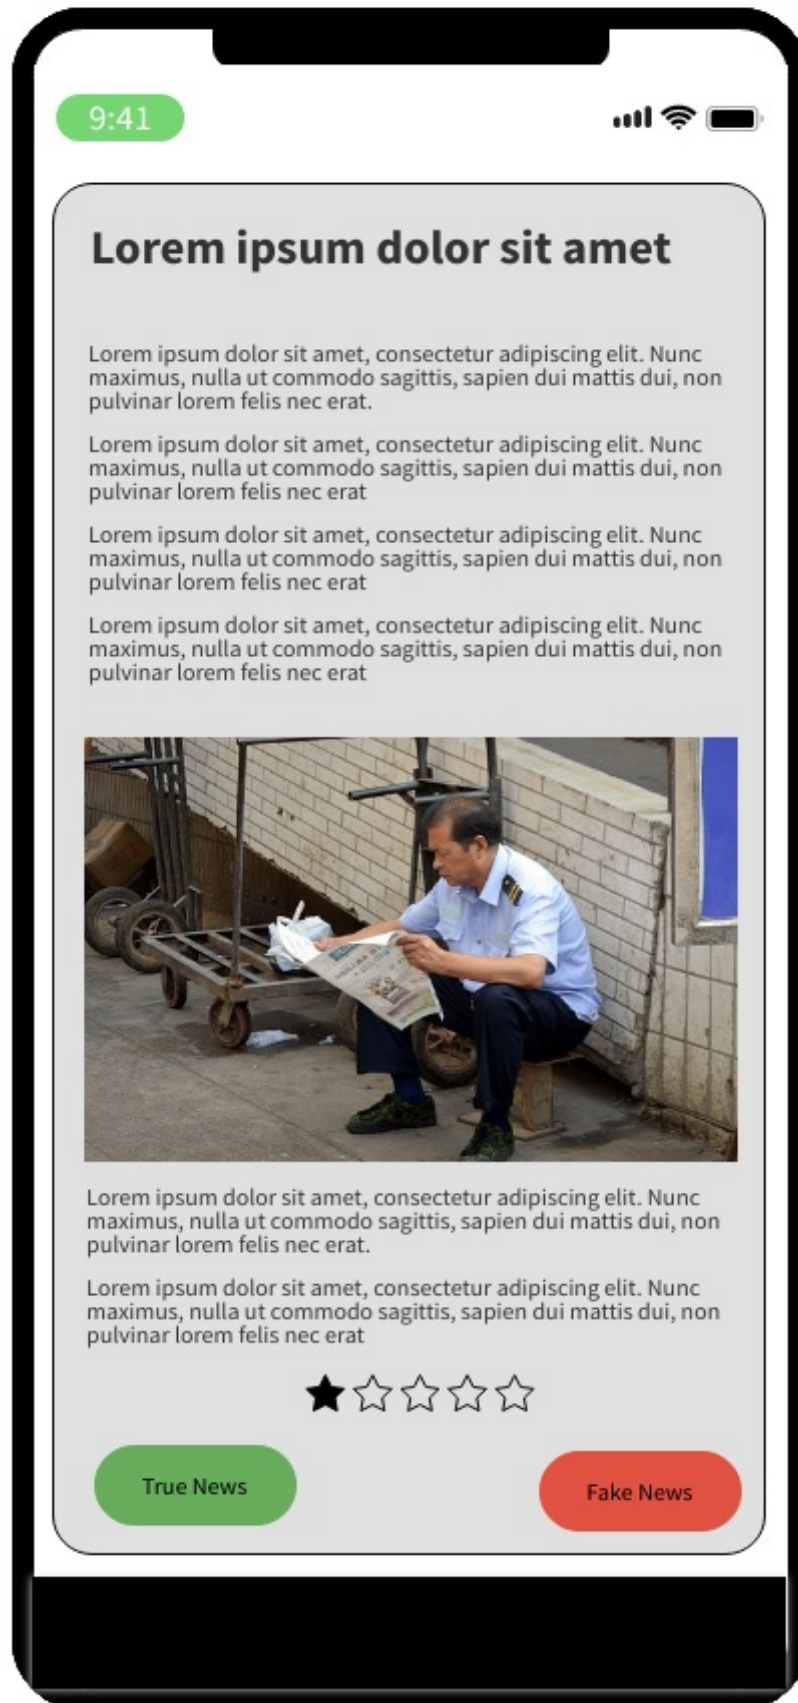 9:41
Lorem ipsum dolor sit amet
Lorem ipsum dolor sit amet, consectetur adipiscing elit. Nunc
maximus, nulla ut commodo sagittis, sapien dui mattis dui, non
pulvinar lorem felis nec erat.
Lorem ipsum dolor sit amet, consectetur adipiscing elit. Nunc
maximus, nulla ut commodo sagittis, sapien dui mattis dui, non
pulvinar lorem felis nec erat
Lorem ipsum dolor sit amet, consectetur adipiscing elit. Nunc
maximus, nulla ut commodo sagittis, sapien dui mattis dui, non
pulvinar lorem felis nec erat
Lorem ipsum dolor sit amet, consectetur adipiscing elit. Nunc
maximus, nulla ut commodo sagittis, sapien dui mattis dui, non
pulvinar lorem felis nec erat
Lorem ipsum dolor sit amet, consectetur adipiscing elit. Nunc
maximus, nulla ut commodo sagittis, sapien dui mattis dui, non
pulvinar lorem felis nec erat.
Lorem ipsum dolor sit amet, consectetur adipiscing elit. Nunc
maximus, nulla ut commodo sagittis, sapien dui mattis dui, non
pulvinar lorem felis nec erat
True News
Fake News